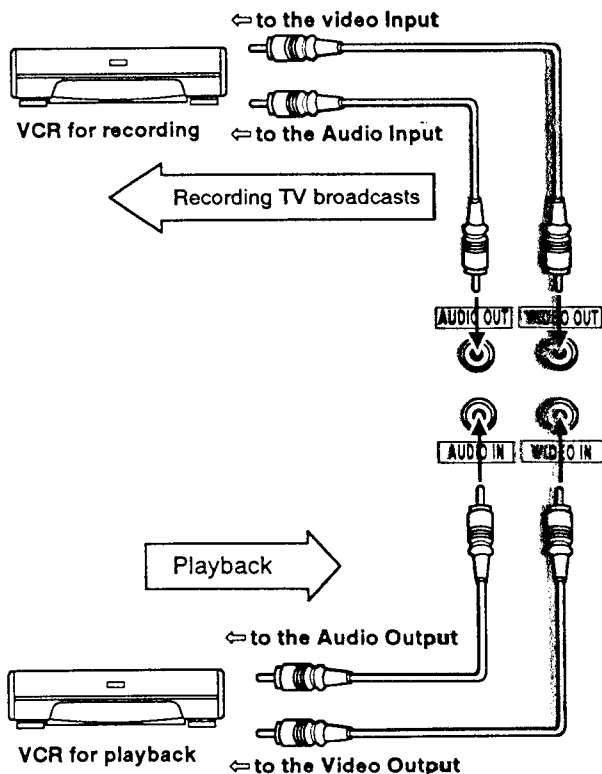 ⇦ to the video Input
VCR for recording
⇦ to the Audio Input
Recording TV broadcasts
AUDIO OUT
VIDEO OUT
AUDIO IN
VIDEO IN
Playback
⇦ to the Audio Output
VCR for playback
⇦ to the Video Output